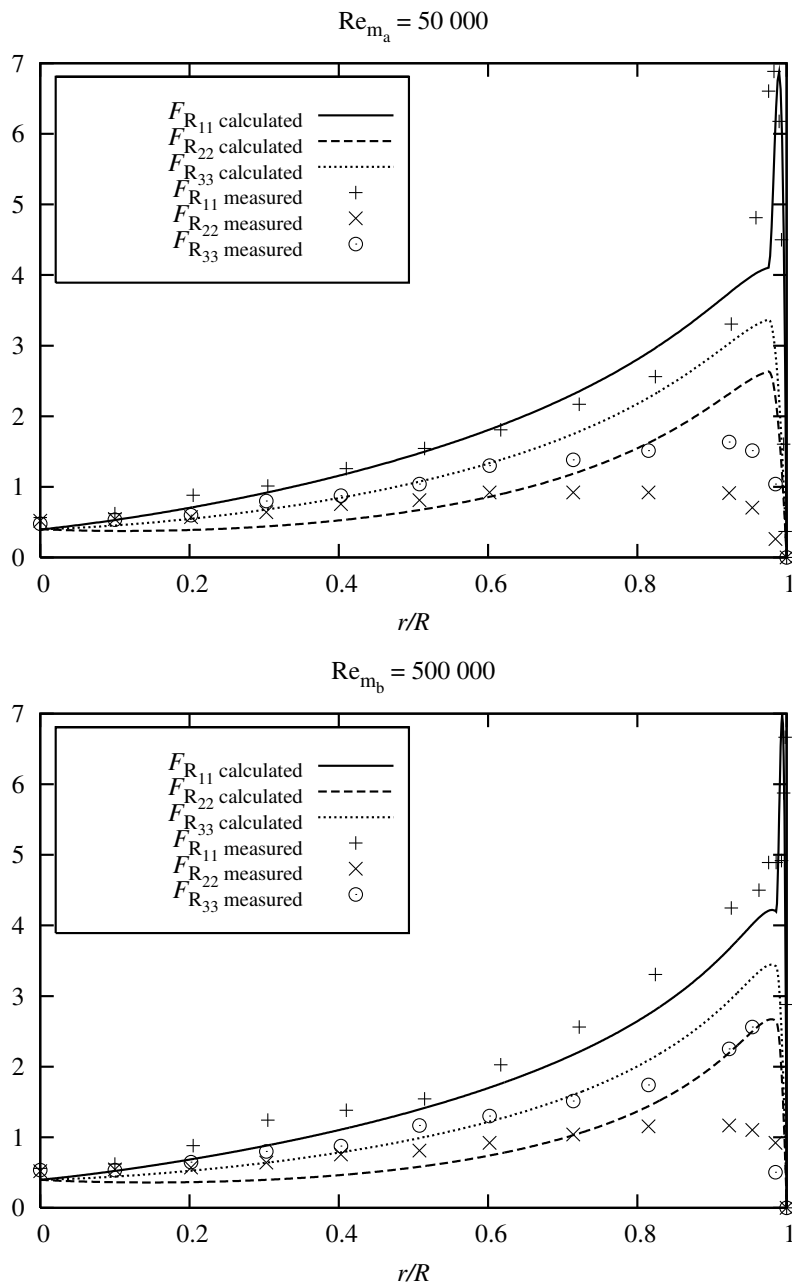 Re_{m_a} = 50 000
7
6
5
4
3
2
1
0
F_{R_{11}} calculated
F_{R_{22}} calculated
F_{R_{33}} calculated
F_{R_{11}} measured
F_{R_{22}} measured
F_{R_{33}} measured
0 0.2 0.4 0.6 0.8 1
r/R
Re_{m_b} = 500 000
7
6
5
4
3
2
1
0
F_{R_{11}} calculated
F_{R_{22}} calculated
F_{R_{33}} calculated
F_{R_{11}} measured
F_{R_{22}} measured
F_{R_{33}} measured
0 0.2 0.4 0.6 0.8 1
r/R